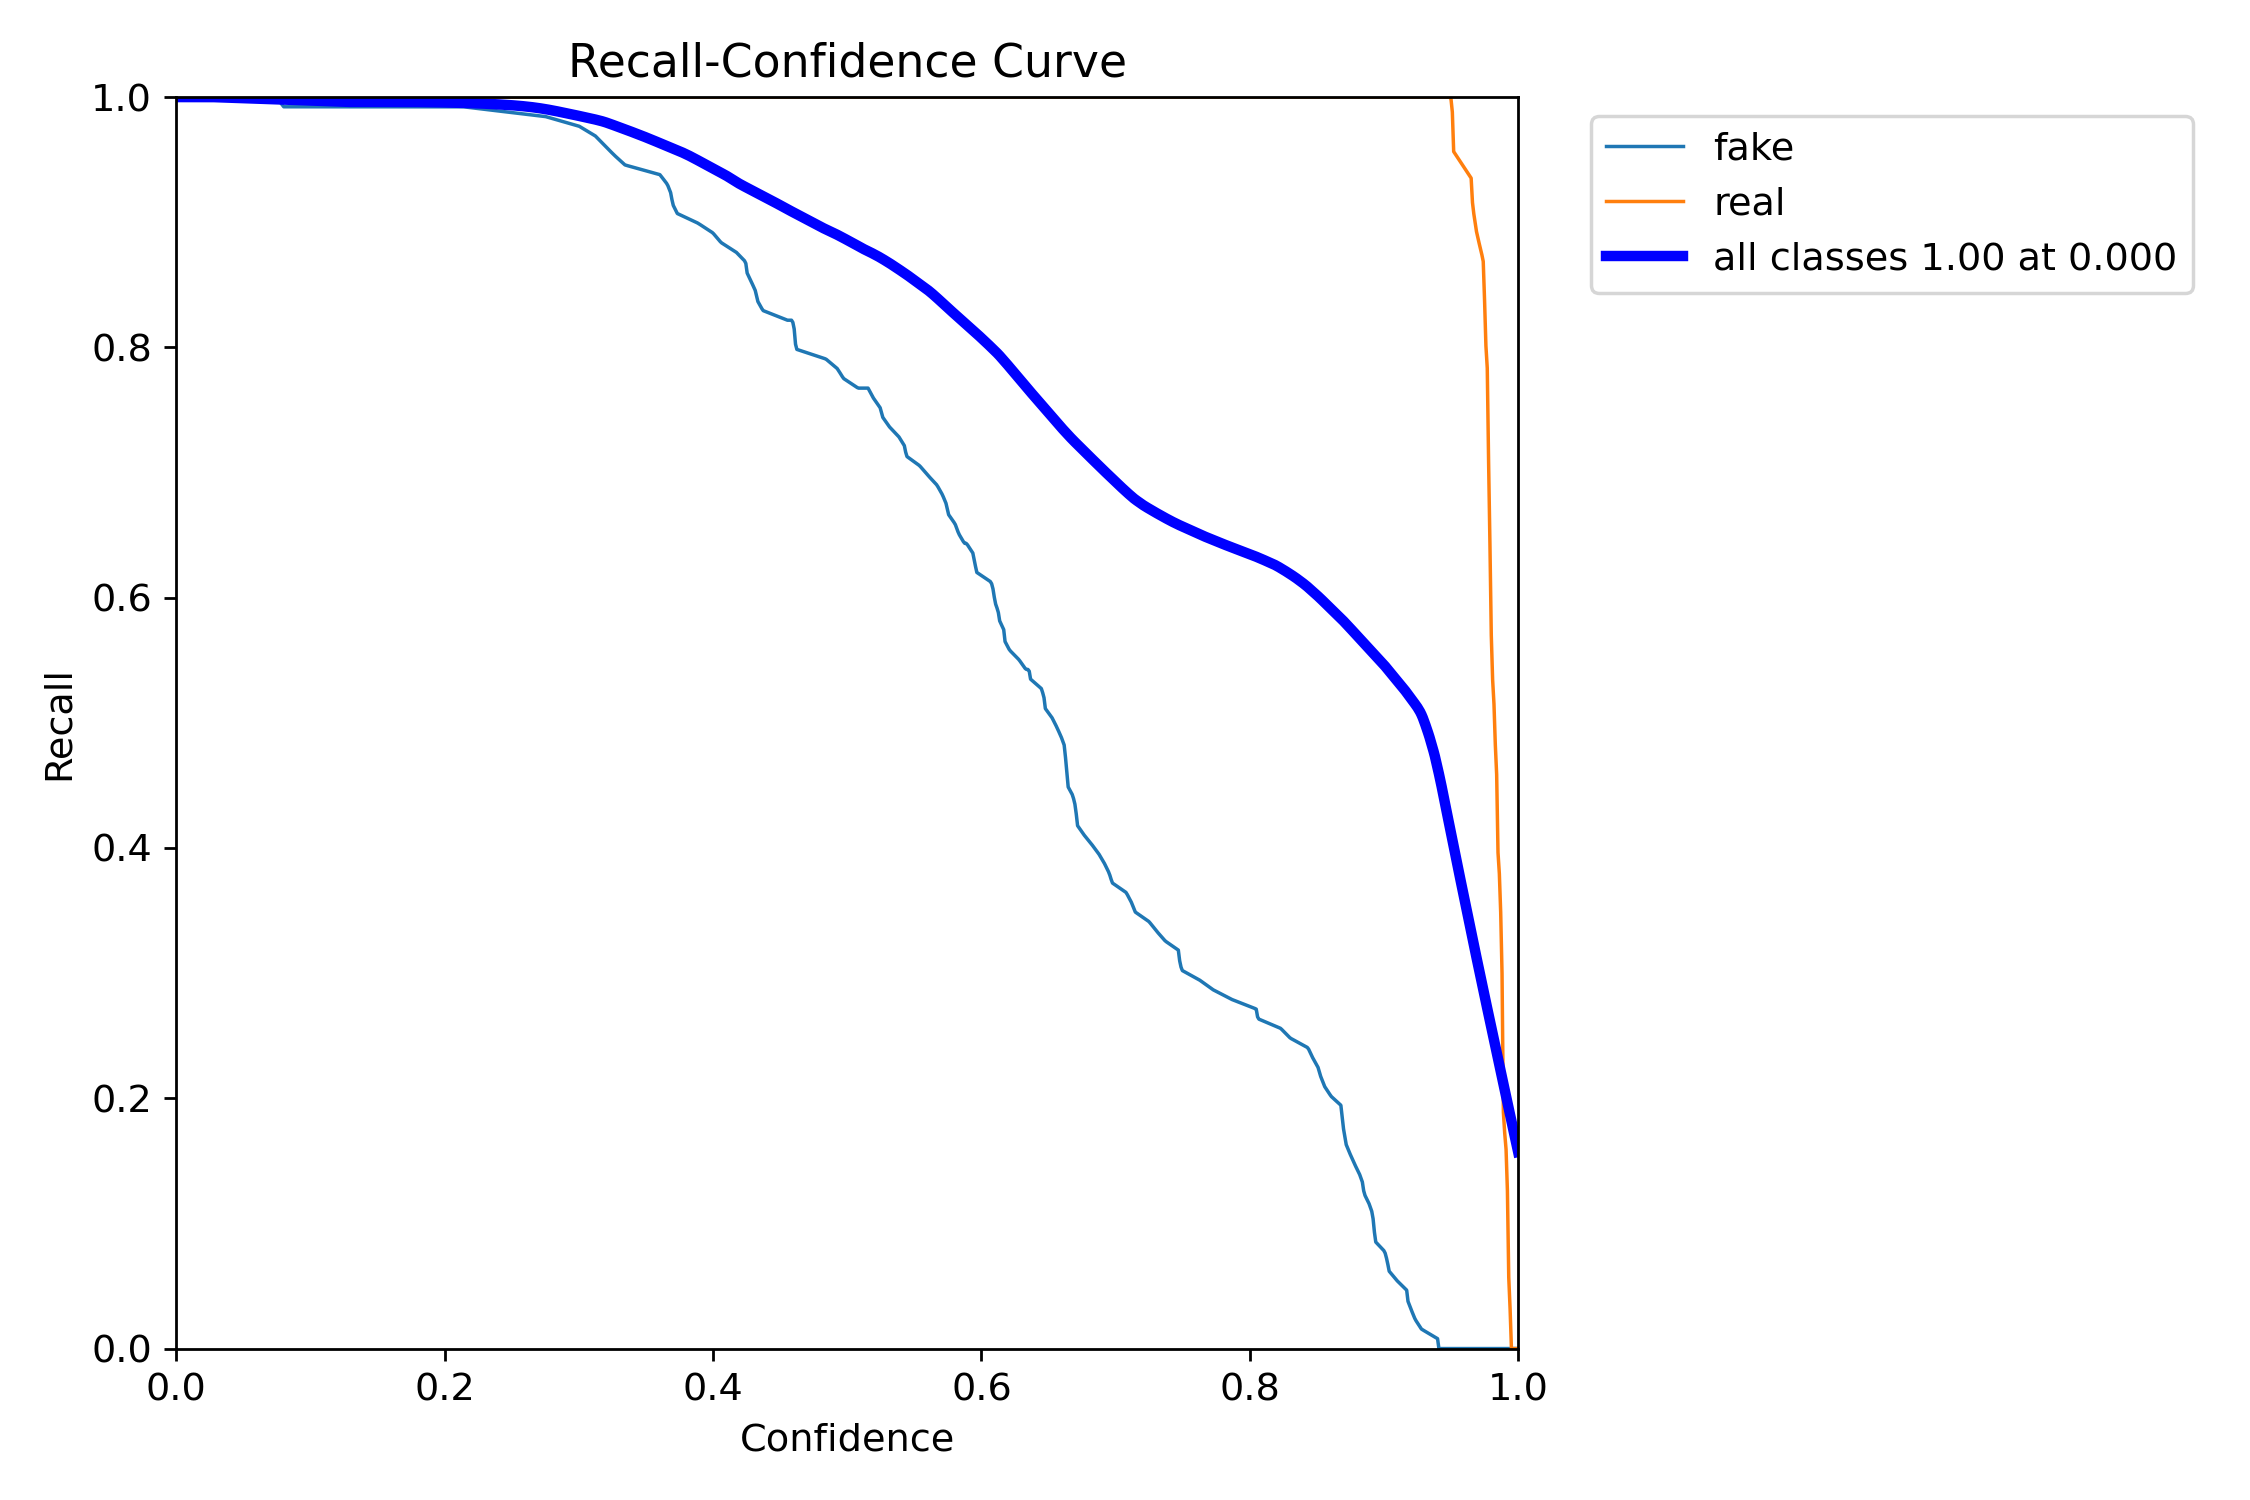 Recall-Confidence Curve
1.0
0.8
0.6
0.4
0.2
0.0
Recall
0.0 0.2 0.4 0.6 0.8 1.0
Confidence
fake
real
all classes 1.00 at 0.000